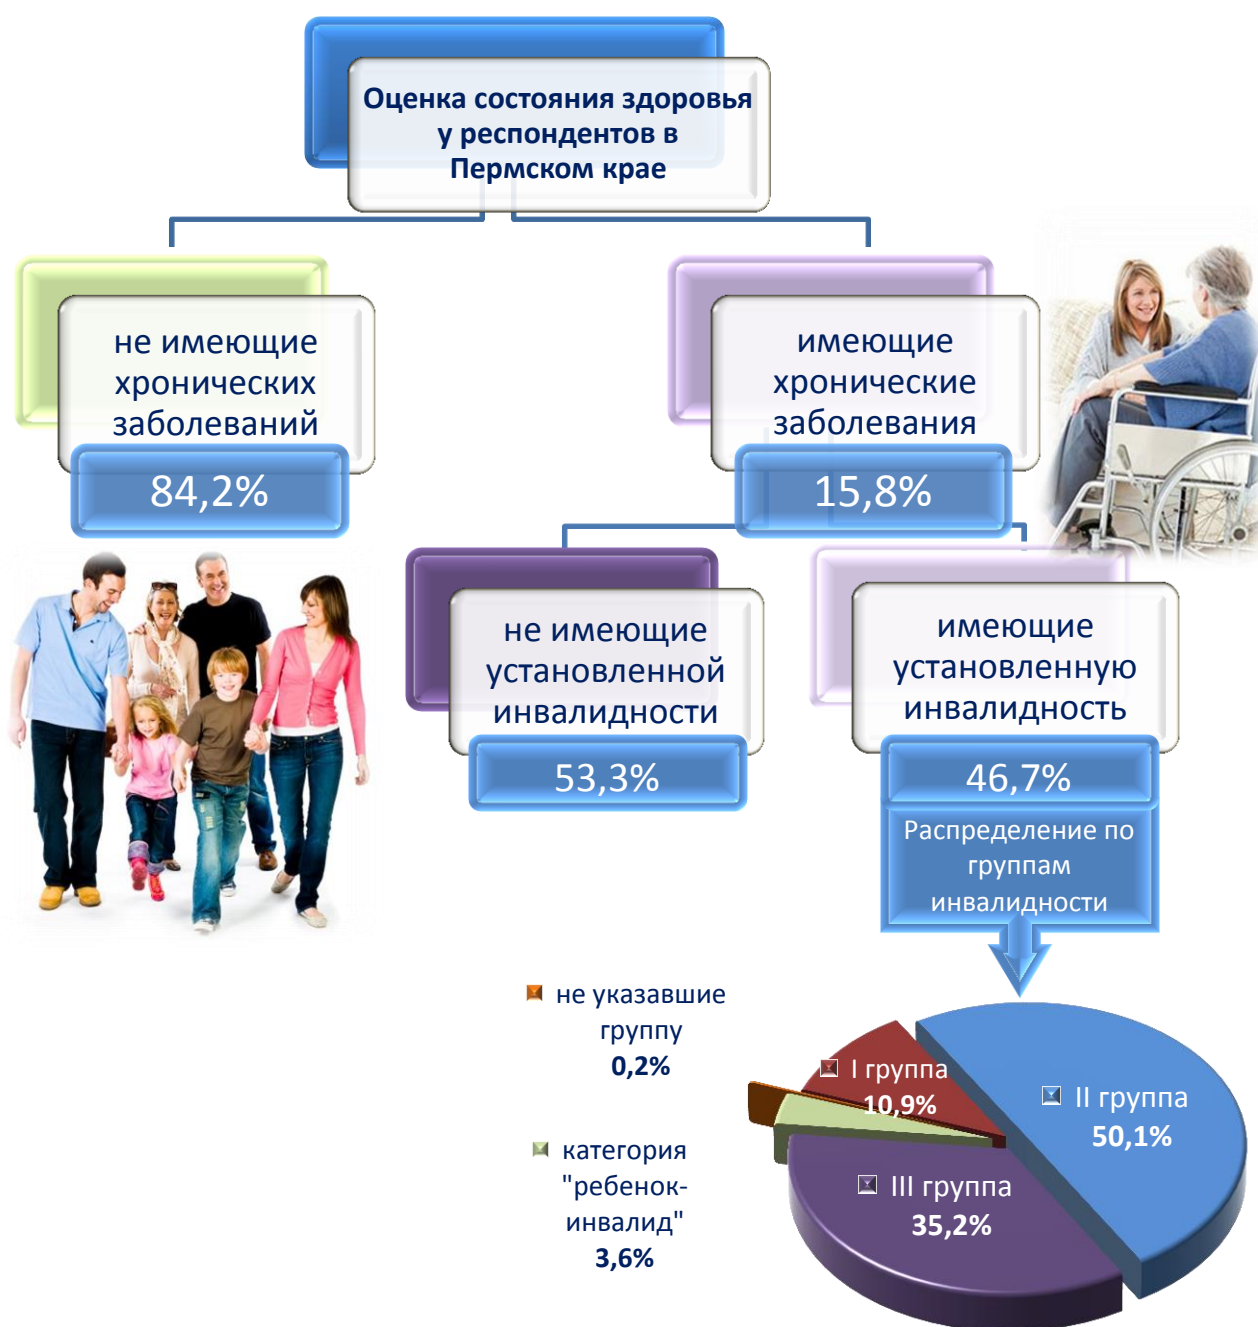 Оценка состояния здоровья
у респондентов в
Пермском крае
не имеющие
хронических
заболеваний
84,2%
имеющие
хронические
заболевания
15,8%
не имеющие
установленной
инвалидности
53,3%
имеющие
установленную
инвалидность
46,7%
Распределение по
группам
инвалидности
не указавшие
группу
0,2%
I группа
10,9%
II группа
50,1%
категория
"ребенок-
инвалид"
3,6%
III группа
35,2%